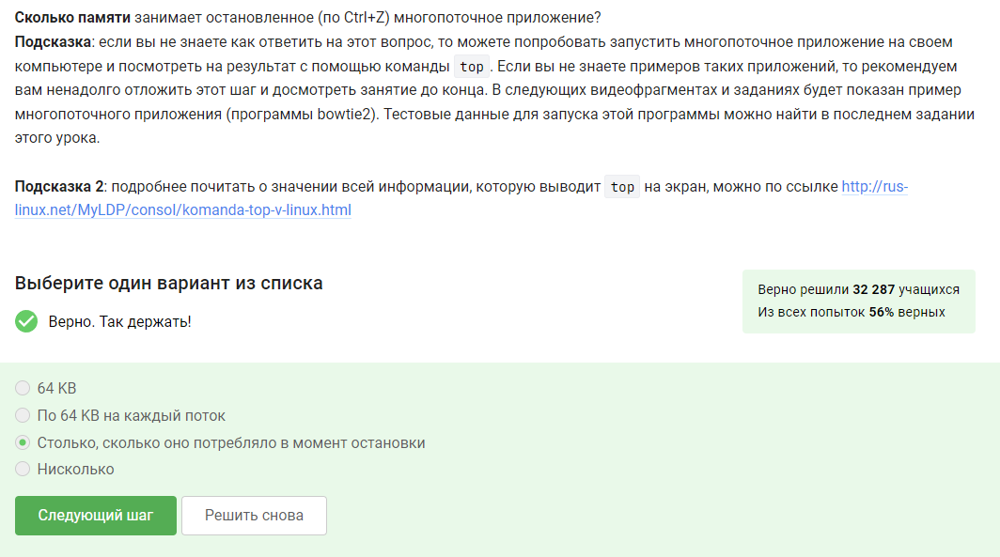 Сколько памяти занимает остановленное (по Ctrl+Z) многопоточное приложение?
Подсказка: если вы не знаете как ответить на этот вопрос, то можете попробовать запустить многопоточное приложение на своем
компьютере и посмотреть на результат с помощью команды top. Если вы не знаете примеров таких приложений, то рекомендуем
вам ненадолго отложить этот шаг и досмотреть занятие до конца. В следующих видеофрагментах и заданиях будет показан пример
многопоточного приложения (программы bowtie2). Тестовые данные для запуска этой программы можно найти в последнем задании
этого урока.
Подсказка 2: подробнее почитать о значении всей информации, которую выводит top на экран, можно по ссылке http://rus-
linux.net/MyLDP/consol/komanda-top-v-linux.html
Выберите один вариант из списка
Верно решили 32 287 учащихся
Из всех попыток 56% верных
Верно. Так держать!
64 KB
По 64 KB на каждый поток
Столько, сколько оно потребляло в момент остановки
Нисколько
Следующий шаг
Решить снова